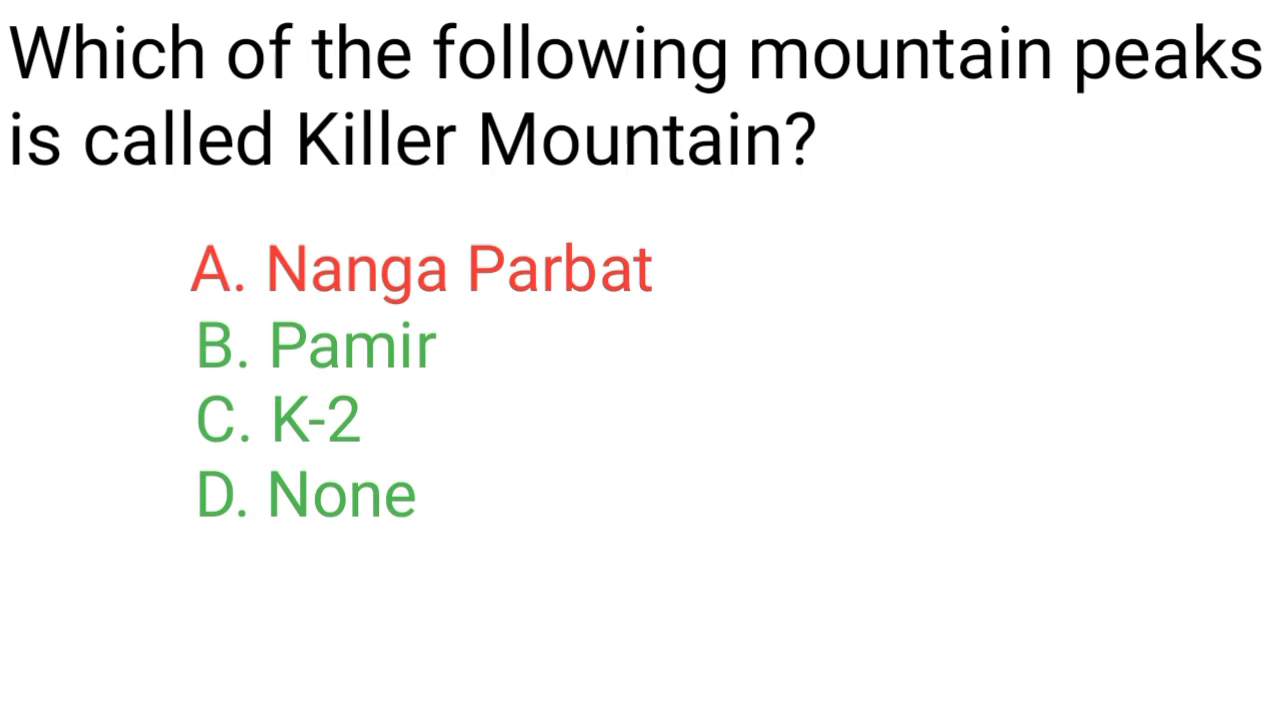 Which of the following mountain peaks
is called Killer Mountain?
A. Nanga Parbat
B. Pamir
C. K-2
D. None